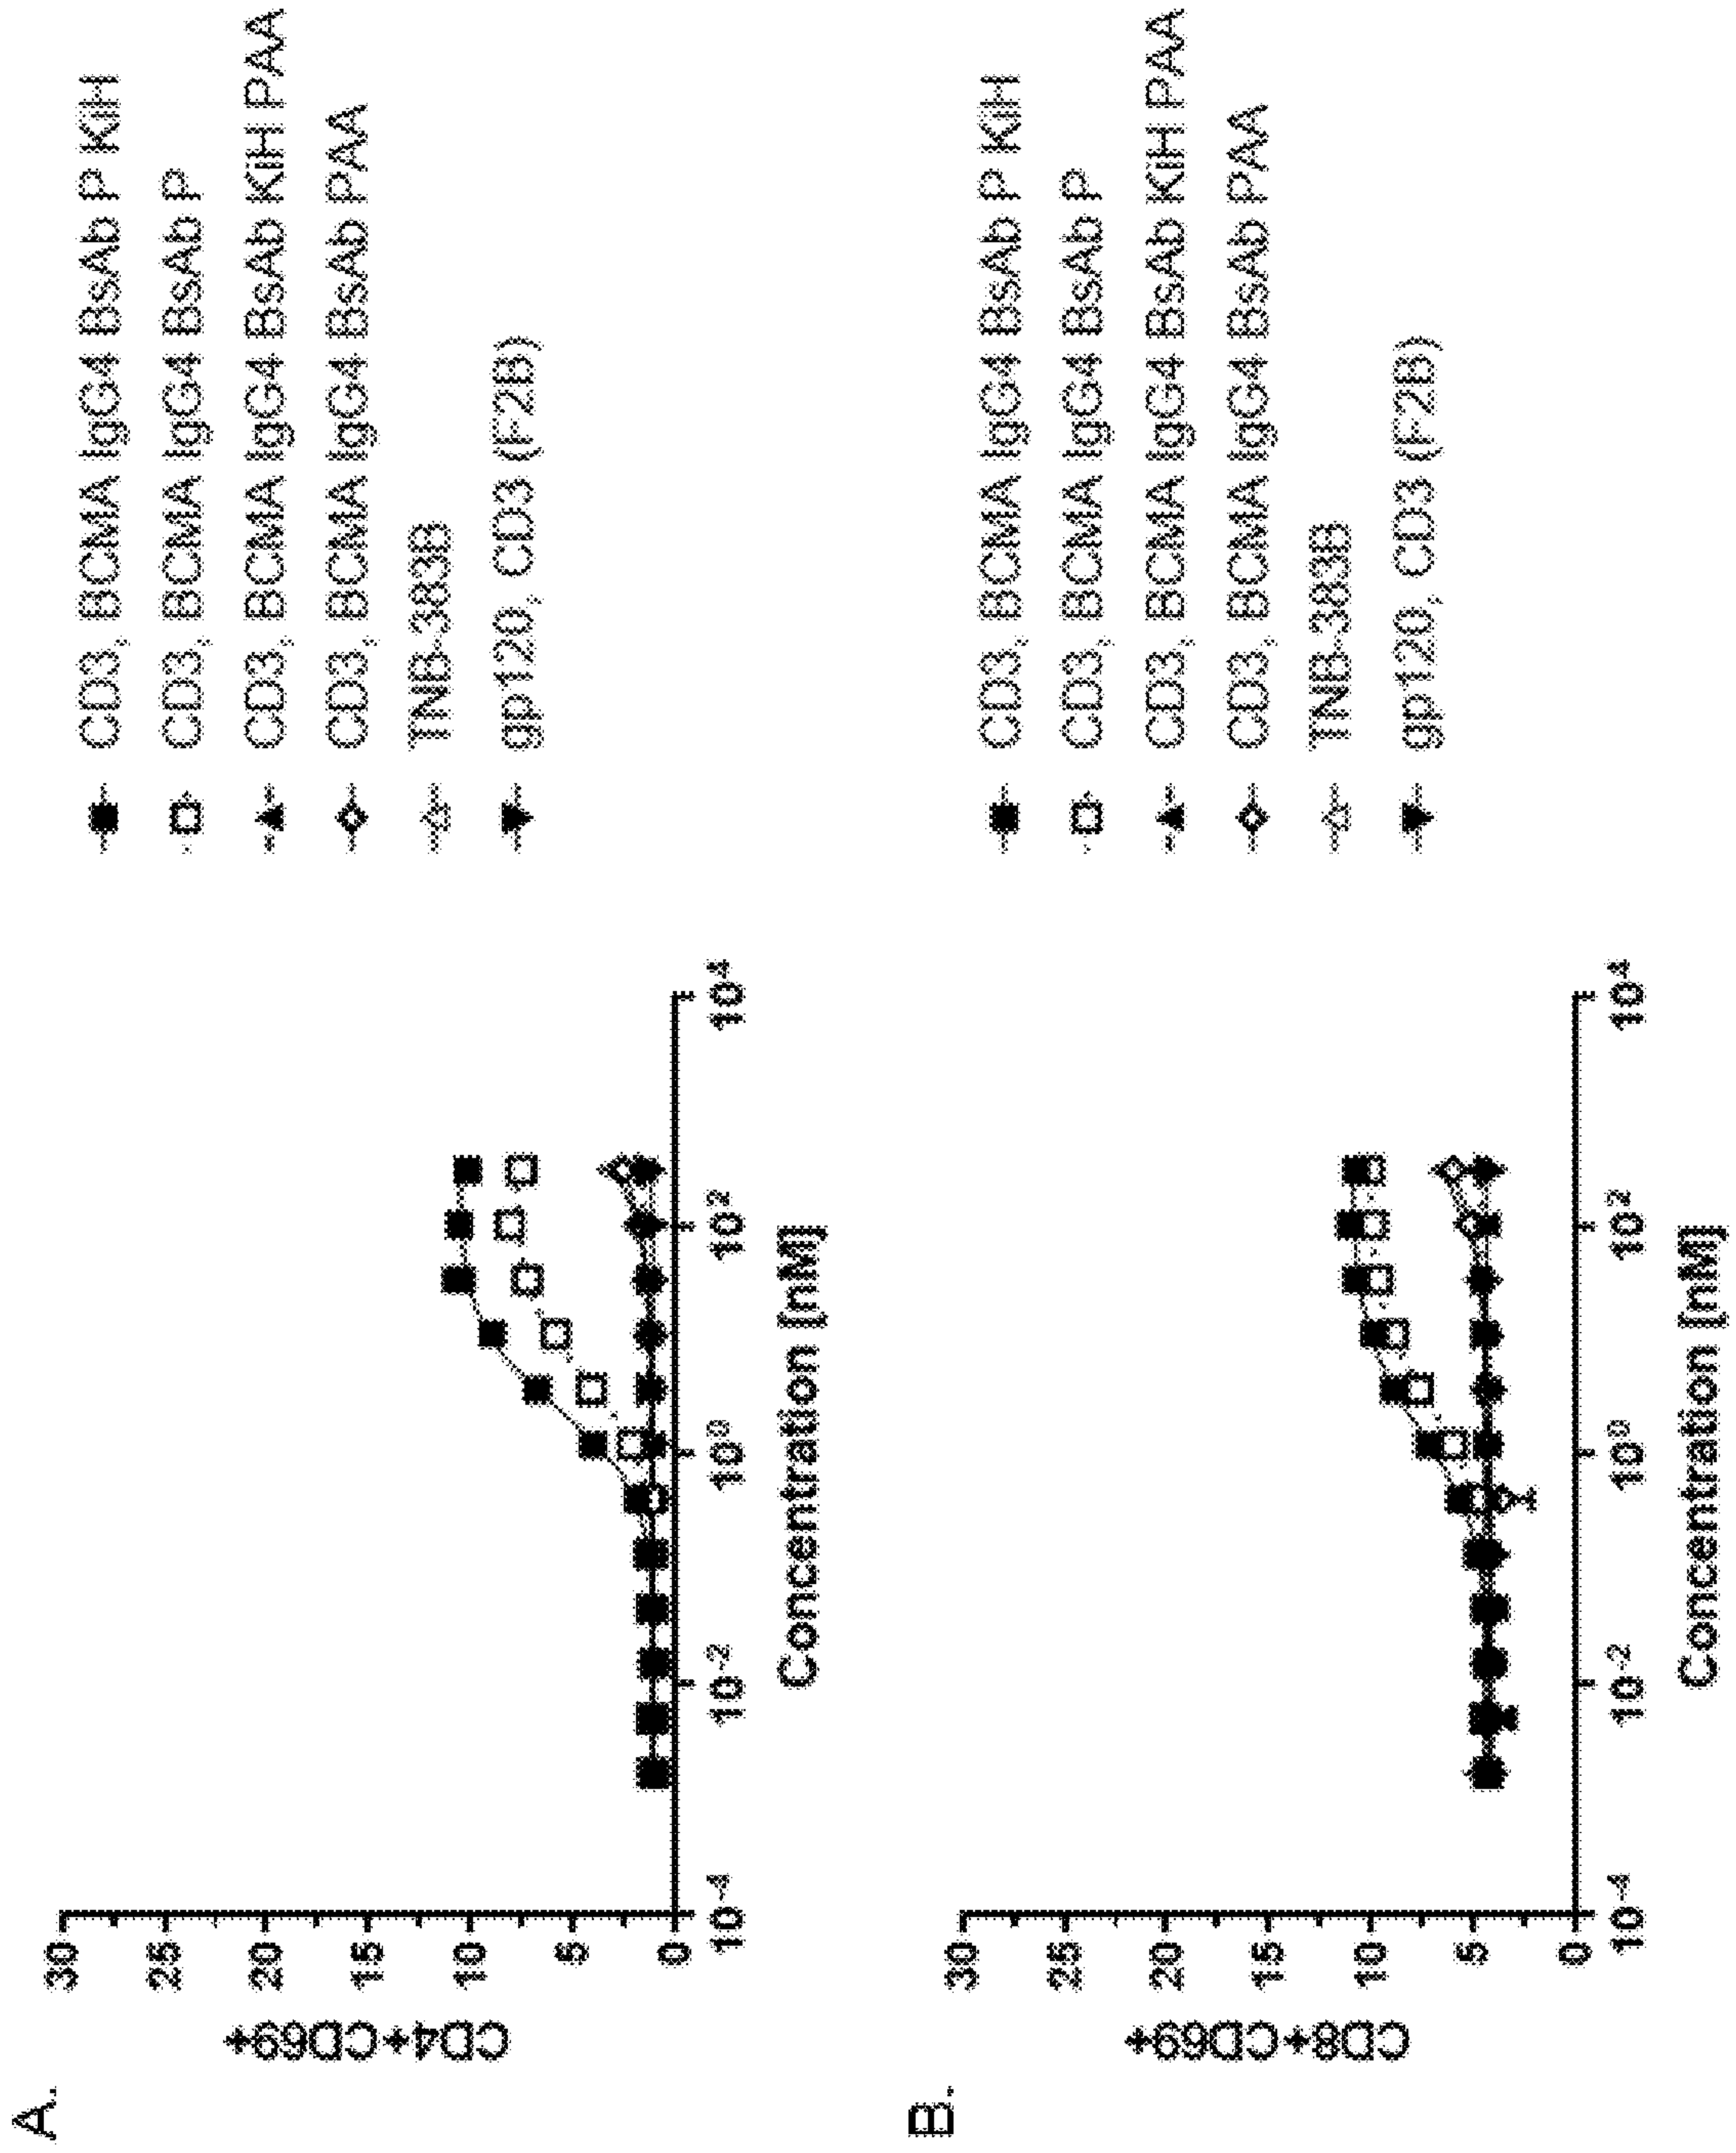 A.
CD4+CD69+
30
25
20
15
10
5
0
10-4
10-2
100
102
104
Concentration [nM]
CD3, BCMA IgG4 BsAb P KiH
CD3, BCMA IgG4 BsAb P
CD3, BCMA IgG4 BsAb KiH PAA
CD3, BCMA IgG4 BsAb PAA
TNB-383B
gp120, CD3 (F2B)
B.
CD8+CD69+
30
25
20
15
10
5
0
10-4
10-2
100
102
104
Concentration [nM]
CD3, BCMA IgG4 BsAb P KiH
CD3, BCMA IgG4 BsAb P
CD3, BCMA IgG4 BsAb KiH PAA
CD3, BCMA IgG4 BsAb PAA
TNB-383B
gp120, CD3 (F2B)